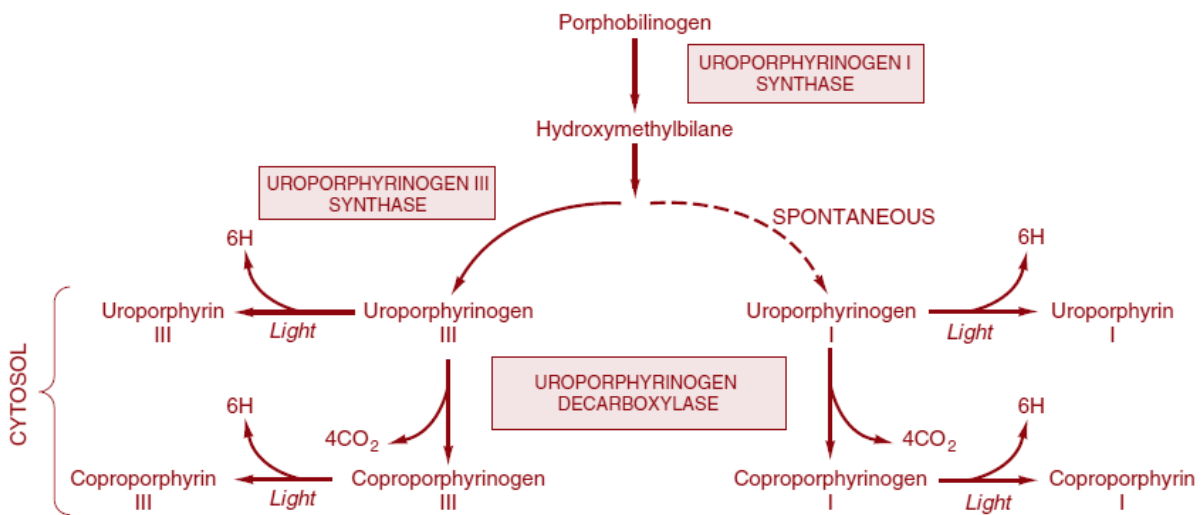 Porphobilinogen
UROPORPHYRINOGEN I
SYNTHASE
Hydroxymethylbilane
UROPORPHYRINOGEN III
SYNTHASE
SPONTANEOUS
6H
6H
Uroporphyrin
III
Light
Uroporphyrinogen
III
Uroporphyrinogen
I
Light
Uroporphyrin
I
CYTOSOL
UROPORPHYRINOGEN
DECARBOXYLASE
6H
4CO₂
4CO₂
6H
Coproporphyrin
III
Light
Coproporphyrinogen
III
Coproporphyrinogen
I
Light
Coproporphyrin
I